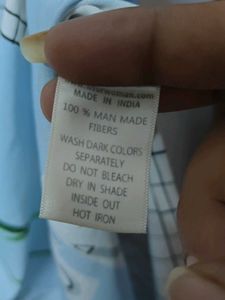 MADE IN INDIA
100 % MAN MADE
FIBERS
WASH DARK COLORS
SEPARATELY
DO NOT BLEACH
DRY IN SHADE
INSIDE OUT
HOT IRON